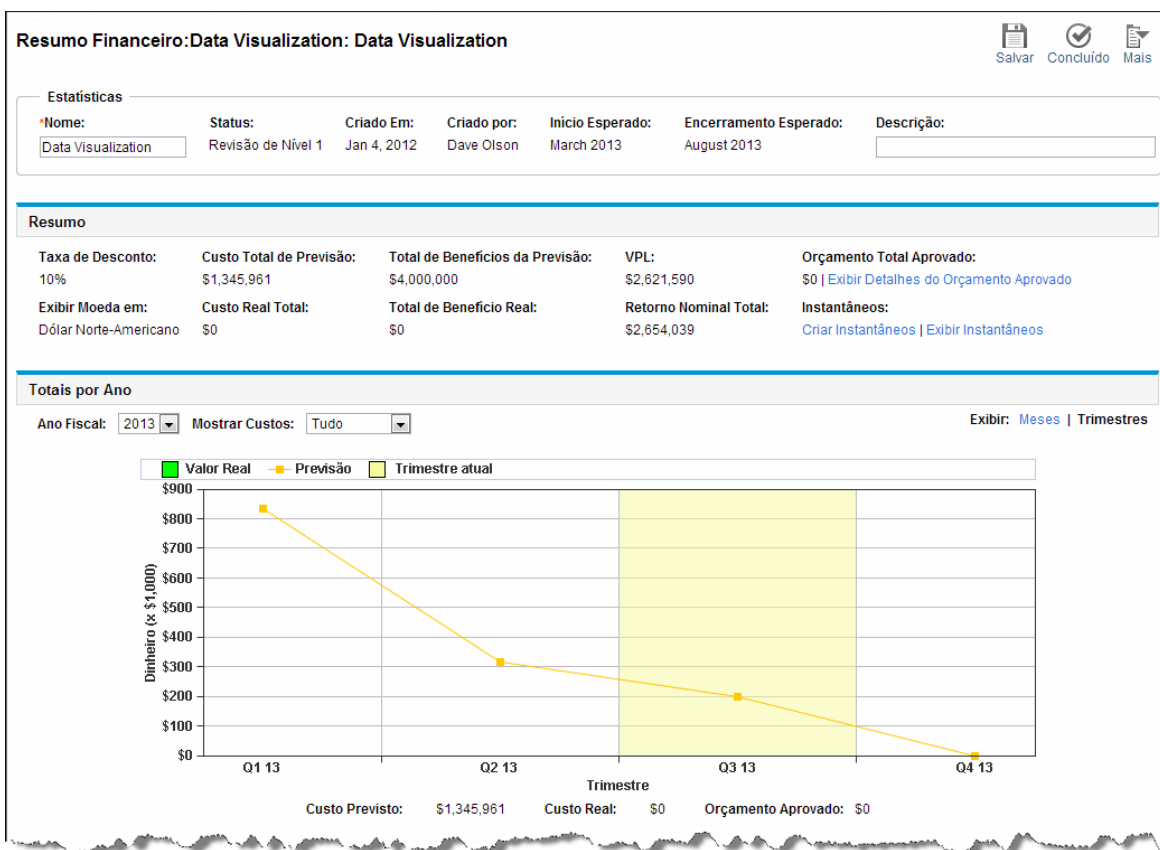 Resumo Financeiro:Data Visualization: Data Visualization
Salvar Concluído Mais
Estatísticas
*Nome: Status: Criado Em: Criado por: Início Esperado: Encerramento Esperado: Descrição:
Data Visualization Revisão de Nível 1 Jan 4, 2012 Dave Olson March 2013 August 2013
Resumo
Taxa de Desconto: Custo Total de Previsão: Total de Benefícios da Previsão: VPL: Orçamento Total Aprovado:
10% $1,345,961 $4,000,000 $2,621,590 $0 | Exibir Detalhes do Orçamento Aprovado
Exibir Moeda em: Custo Real Total: Total de Benefício Real: Retorno Nominal Total: Instantâneos:
Dólar Norte-Americano $0 $0 $2,654,039 Criar Instantâneos | Exibir Instantâneos
Totais por Ano
Ano Fiscal: 2013 Mostrar Custos: Tudo Exibir: Meses | Trimestres
Valor Real Previsão Trimestre atual
$900
$800
$700
$600
$500
$400
$300
$200
$100
$0
Dinheiro (x $1,000)
Q1 13 Q2 13 Q3 13 Q4 13
Trimestre
Custo Previsto: $1,345,961 Custo Real: $0 Orçamento Aprovado: $0